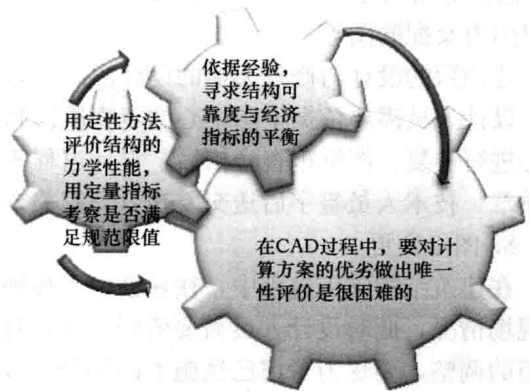 依据经验，
寻求结构可
靠度与经济
指标的平衡
用定性方法
评价结构的
力学性能，
用定量指标
考察是否满
足规范限值
在CAD过程中，要对计
算方案的优劣做出唯一
性评价是很困难的